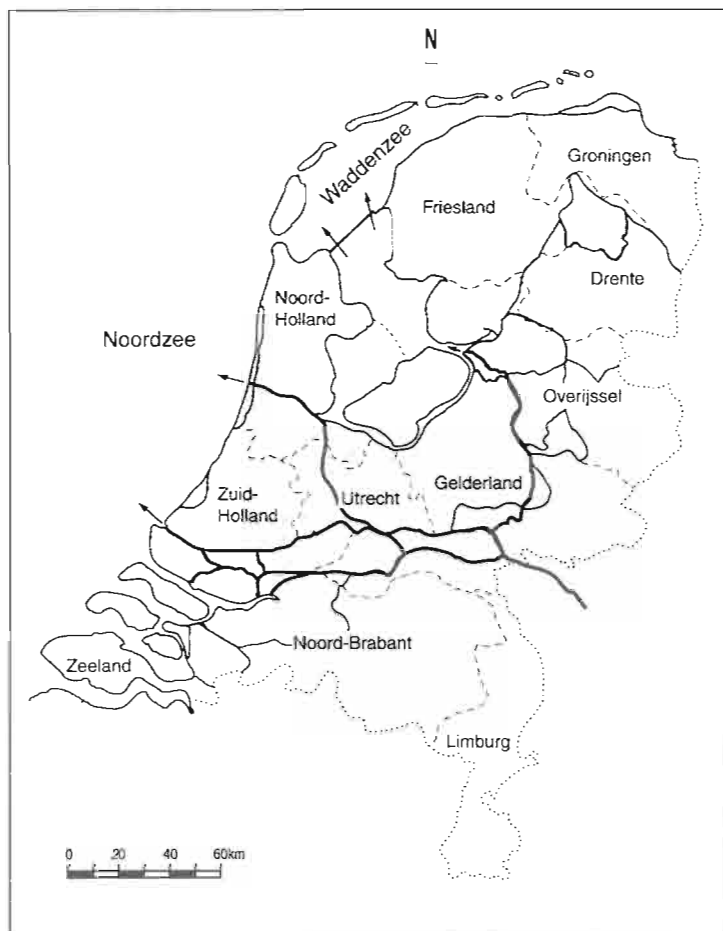 N
Waddenzee
Groningen
Friesland
Drente
Noord-
Holland
Noordzee
Overijssel
Gelderland
Utrecht
Zuid-
Holland
Noord-Brabant
Zeeland
Limburg
0 20 40 60km